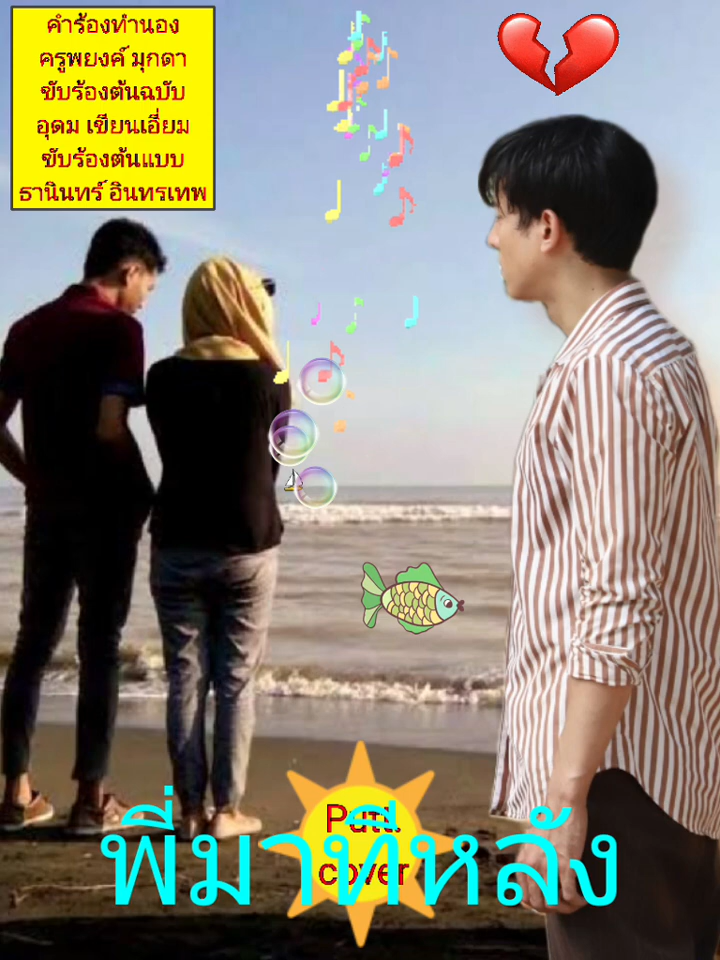 คำร้องทำนอง
ครูพยงค์ มุกดา
ขับร้องต้นฉบับ
อุดม เขียนเอี่ยม
ขับร้องต้นแบบ
ธานินทร์ อินทรเทพ
Putt.
cover
พี่มาทีหลัง